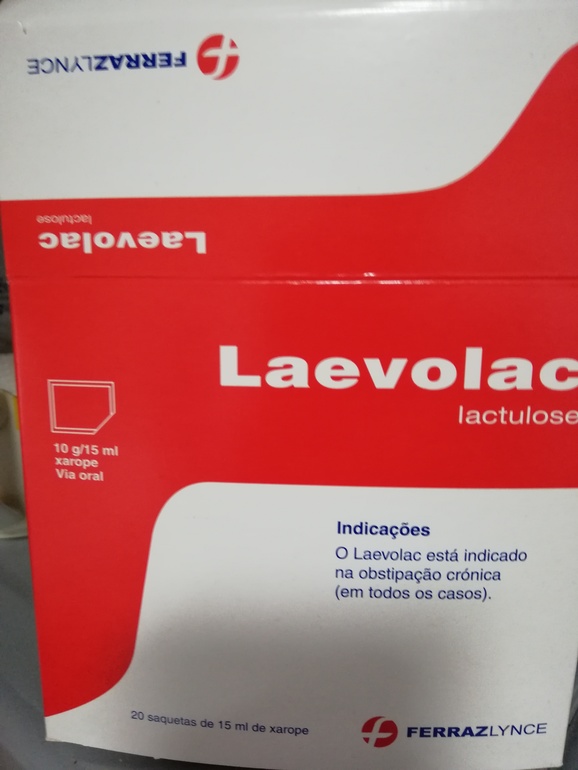 FERRAZLYNCE
lactulose
Laevolac
Laevolac
lactulose
10 g/15 ml
xarope
Via oral
Indicações
O Laevolac está indicado
na obstipação crónica
(em todos os casos).
20 saquetas de 15 ml de xarope
FERRAZLYNCE